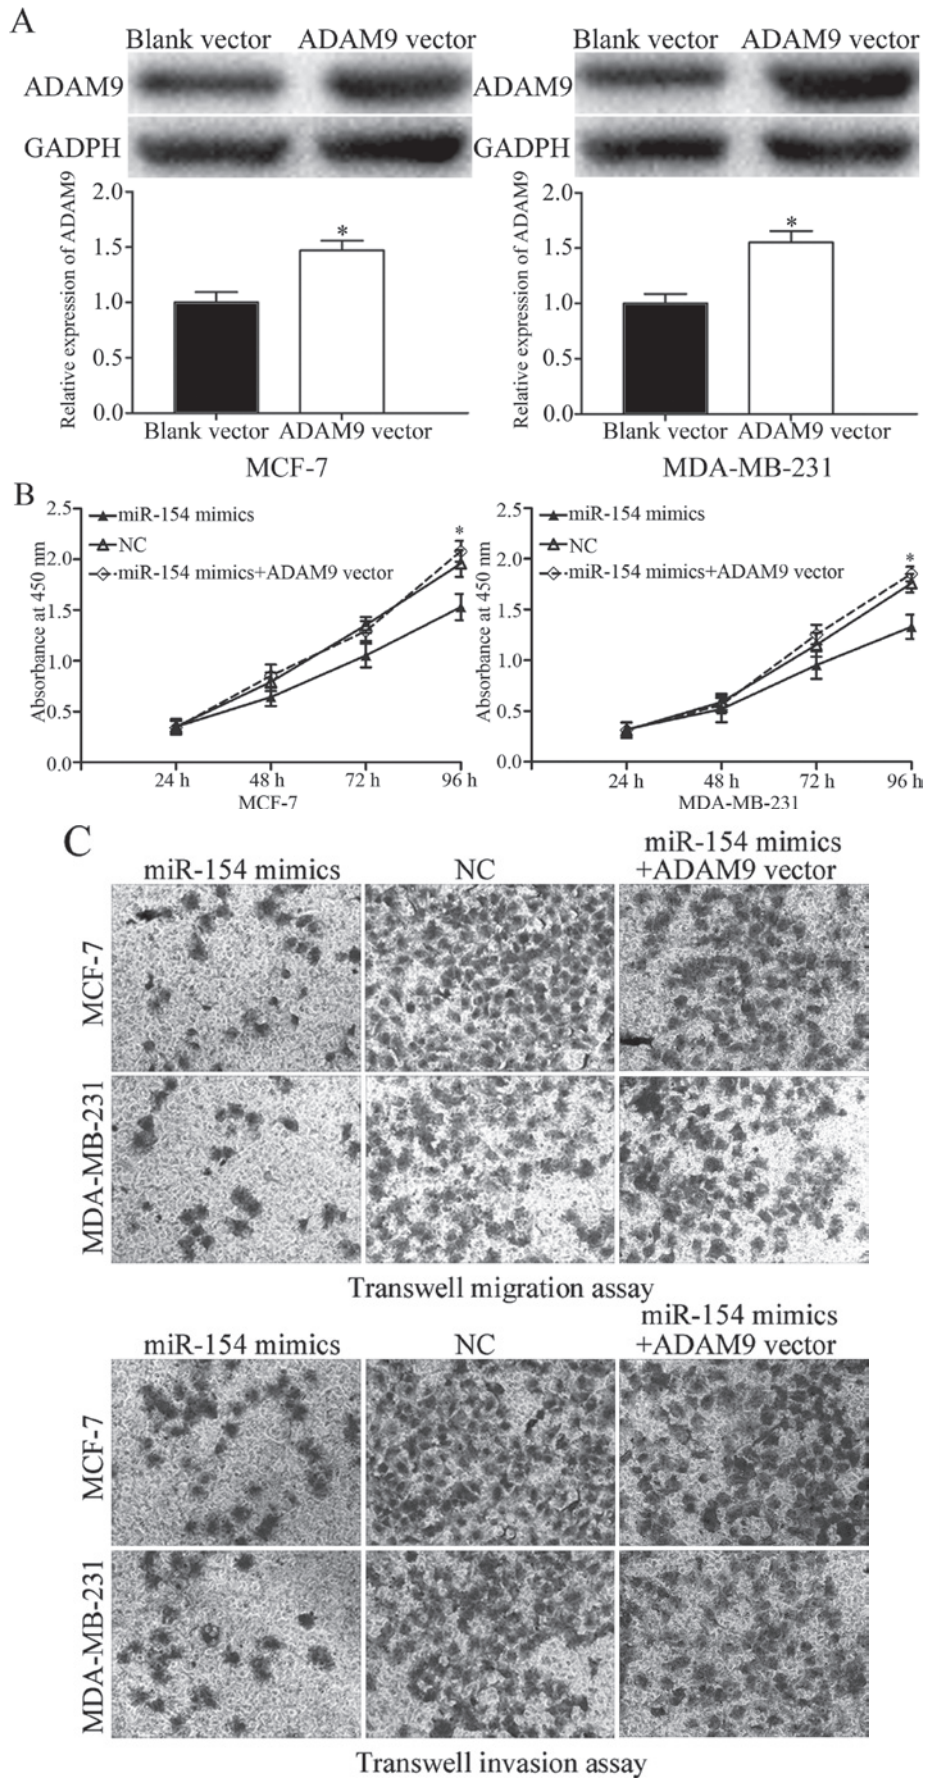 A
Blank vector ADAM9 vector
Blank vector ADAM9 vector
ADAM9
ADAM9
GADPH
GADPH
Relative expression of ADAM9
2.0
1.5
1.0
0.5
0.0
*
Blank vector ADAM9 vector
MCF-7
Relative expression of ADAM9
2.0
1.5
1.0
0.5
0.0
*
Blank vector ADAM9 vector
MDA-MB-231
B
Absorbance at 450 nm
2.5
2.0
1.5
1.0
0.5
0.0
miR-154 mimics
NC
miR-154 mimics+ADAM9 vector
*
24 h 48 h 72 h 96 h
MCF-7
Absorbance at 450 nm
2.5
2.0
1.5
1.0
0.5
0.0
miR-154 mimics
NC
miR-154 mimics+ADAM9 vector
*
24 h 48 h 72 h 96 h
MDA-MB-231
C
miR-154 mimics
NC
miR-154 mimics
+ADAM9 vector
MCF-7
MDA-MB-231
Transwell migration assay
miR-154 mimics
NC
miR-154 mimics
+ADAM9 vector
MCF-7
MDA-MB-231
Transwell invasion assay